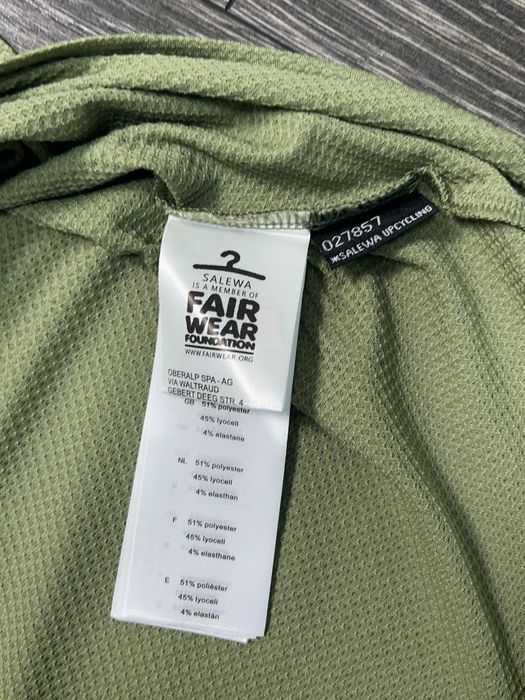 027857
SALEWA UPCYCLING
SALEWA
IS A MEMBER OF
FAIR
WEAR
FOUNDATION
WWW.FAIRWEAR.ORG
OBERALP SPA - AG
VIA WALTRAUD
GEBERT DEEG STR. 4
GB 51% polyester
45% lyocell
4% elastane
NL 51% polyester
45% lyocell
4% elasthan
F 51% polyester
45% lyocell
4% elasthane
E 51% poliéster
45% lyocell
4% elastán